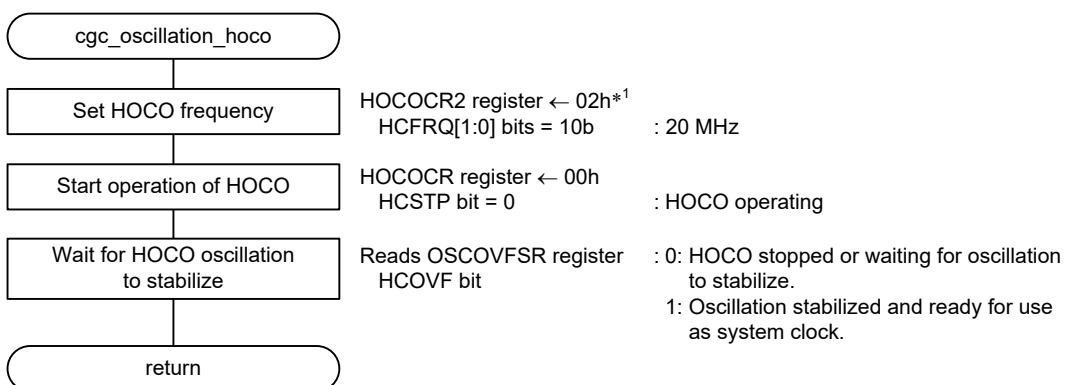 cgc_oscillation_hoco
Set HOCO frequency
HOCOCR2 register ← 02h*1
HCFRQ[1:0] bits = 10b : 20 MHz
Start operation of HOCO
HOCOCR register ← 00h
HCSTP bit = 0 : HOCO operating
Wait for HOCO oscillation
to stabilize
Reads OSCOVFSR register : 0: HOCO stopped or waiting for oscillation
HCOVF bit to stabilize.
1: Oscillation stabilized and ready for use
as system clock.
return